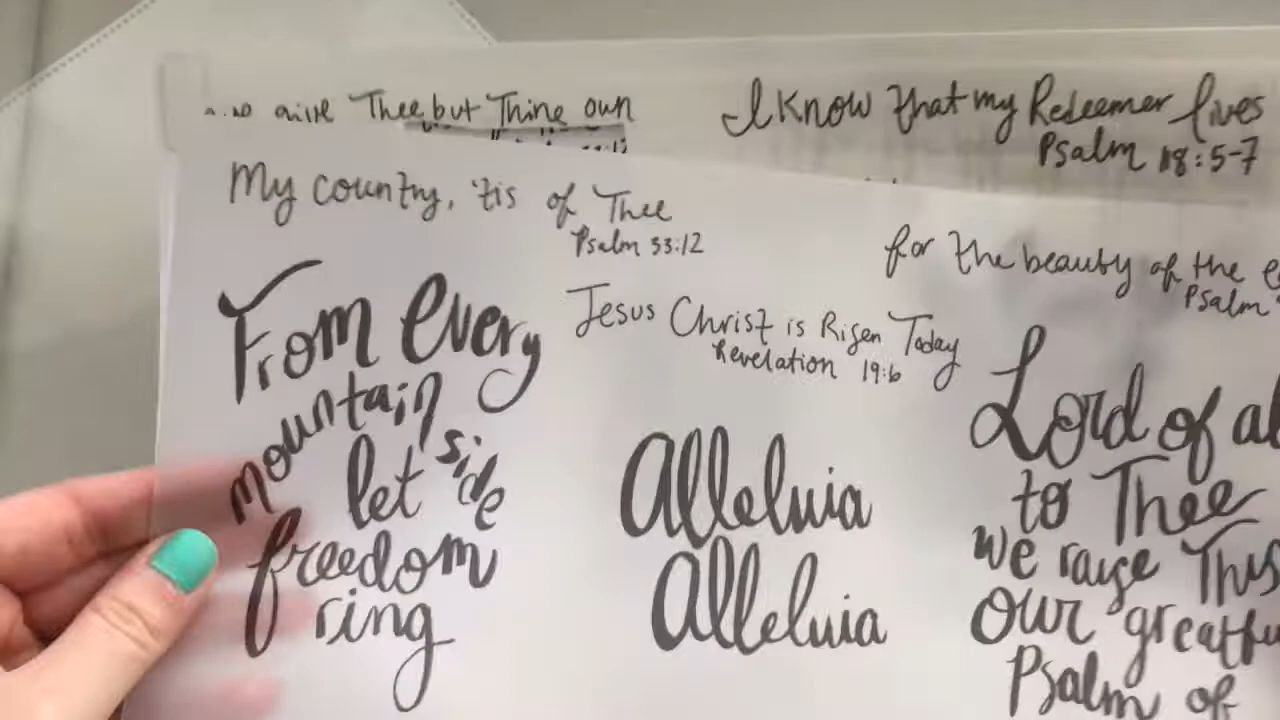 give Thee but Thine own
I Know that my Redeemer lives
Psalm 18:5-7
My country, 'tis of Thee
Psalm 33:12
for the beauty of the
Psalm
Jesus Christ is Risen Today
Revelation 19:6
From every
mountain
side
let
freedom
ring
Alleluia
Alleluia
Lord of
to Thee
we raise This
our
Psalm of